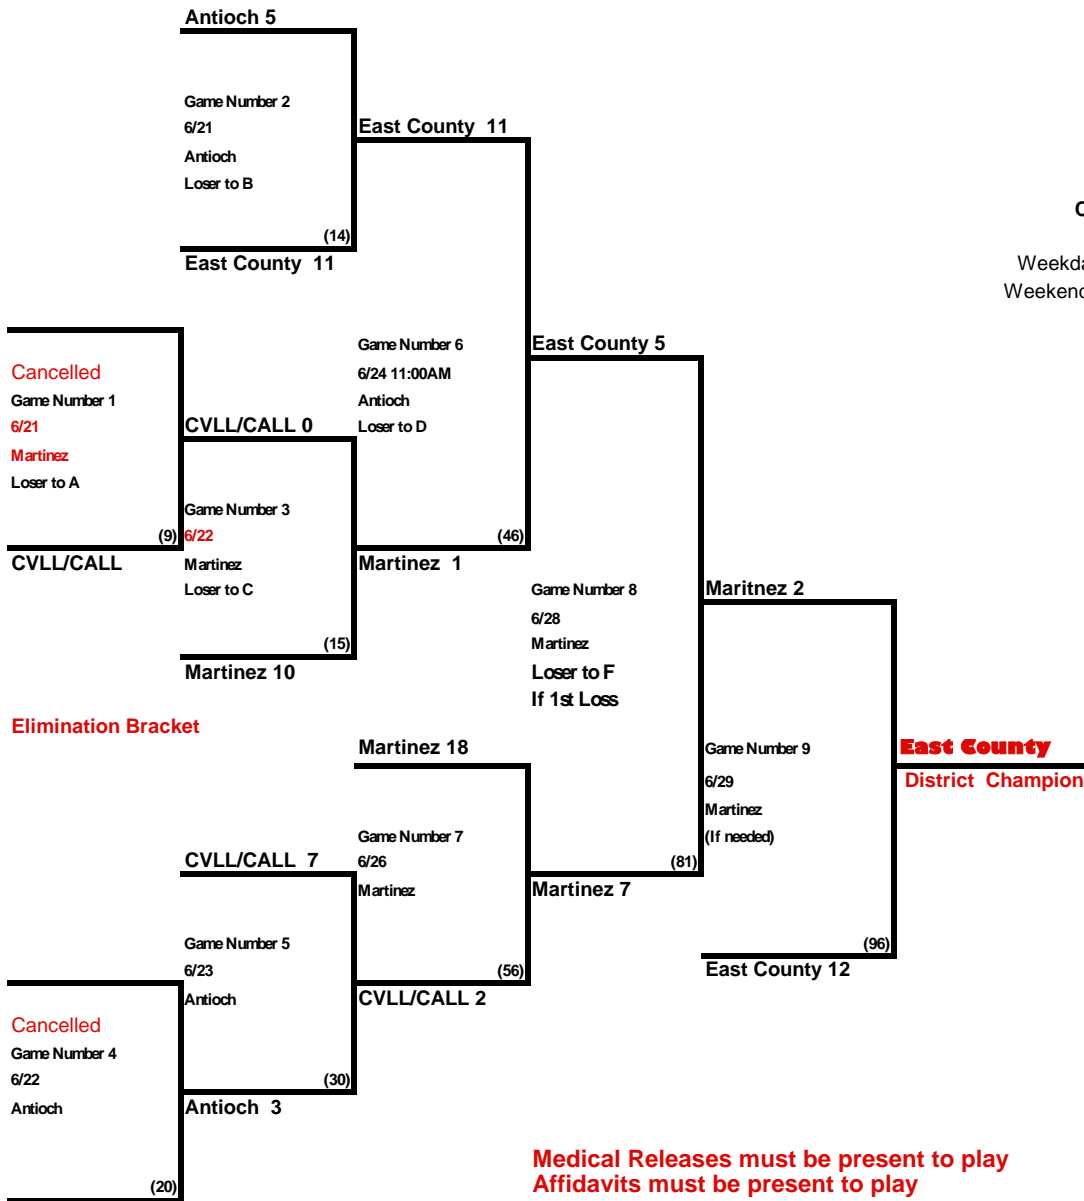 Antioch 5
Game Number 2
6/21
Antioch
Loser to B
(14)
East County 11
East County 11
C
Weekda
Weekend
Cancelled
Game Number 1
6/21
Martinez
Loser to A
(9)
CVLL/CALL
CVLL/CALL 0
Game Number 3
6/22
Martinez
Loser to C
(15)
Martinez 10
Game Number 6
6/24 11:00AM
Antioch
Loser to D
(46)
Martinez 1
East County 5
Game Number 8
6/28
Martinez
Loser to F
If 1st Loss
(81)
Maritnez 2
Game Number 9
6/29
Martinez
(If needed)
(96)
East County 12
East County
District Champion
Elimination Bracket
Martinez 18
Game Number 7
6/26
Martinez
(56)
Martinez 7
CVLL/CALL 7
Game Number 5
6/23
Antioch
(30)
CVLL/CALL 2
Cancelled
Game Number 4
6/22
Antioch
(20)
Antioch 3
Medical Releases must be present to play
Affidavits must be present to play